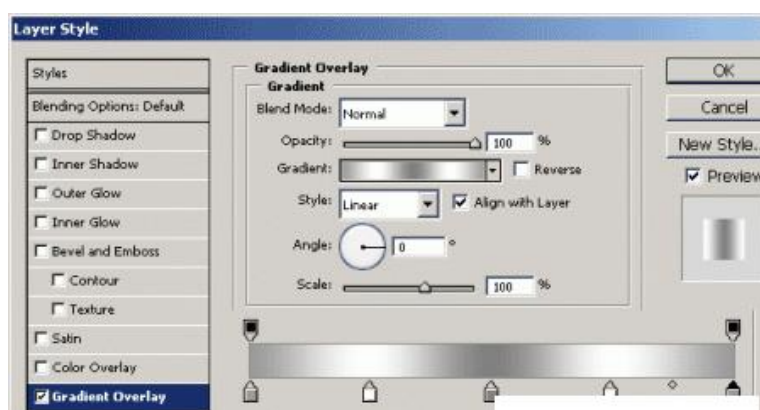 Layer Style
Styles
Blending Options: Default
Drop Shadow
Inner Shadow
Outer Glow
Inner Glow
Bevel and Emboss
Contour
Texture
Satin
Color Overlay
Gradient Overlay
Gradient Overlay
Gradient
Blend Mode: Normal
Opacity: 100 %
Gradient: Reverse
Style: Linear Align with Layer
Angle: 0 °
Scale: 100 %
OK
Cancel
New Style..
Preview